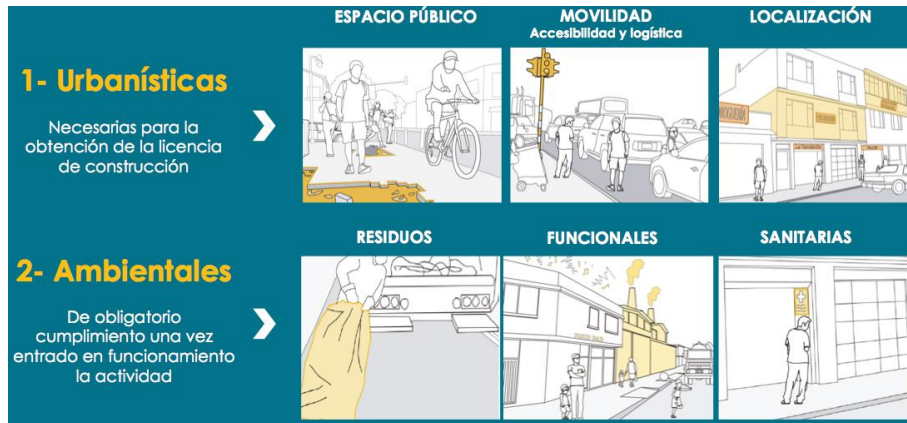 ESPACIO PÚBLICO
MOVILIDAD
Accesibilidad y logística
LOCALIZACIÓN
1- Urbanísticas
Necesarias para la
obtención de la licencia
de construcción
RESIDUOS
FUNCIONALES
SANITARIAS
2- Ambientales
De obligatorio
cumplimiento una vez
entrado en funcionamiento
la actividad